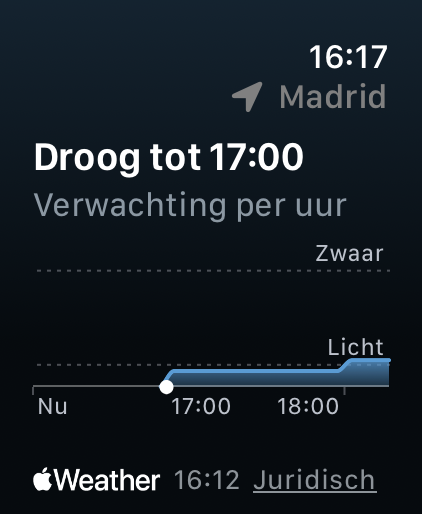 16:17
Madrid
Droog tot 17:00
Verwachting per uur
Zwaar
Licht
Nu 17:00 18:00
Weather 16:12 Juridisch